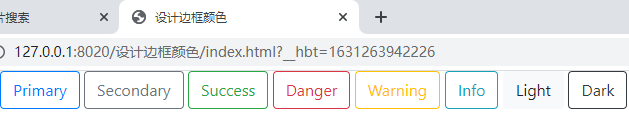 片搜索
设计边框颜色
127.0.0.1:8020/设计边框颜色/index.html?__hbt=1631263942226
Primary Secondary Success Danger Warning Info Light Dark